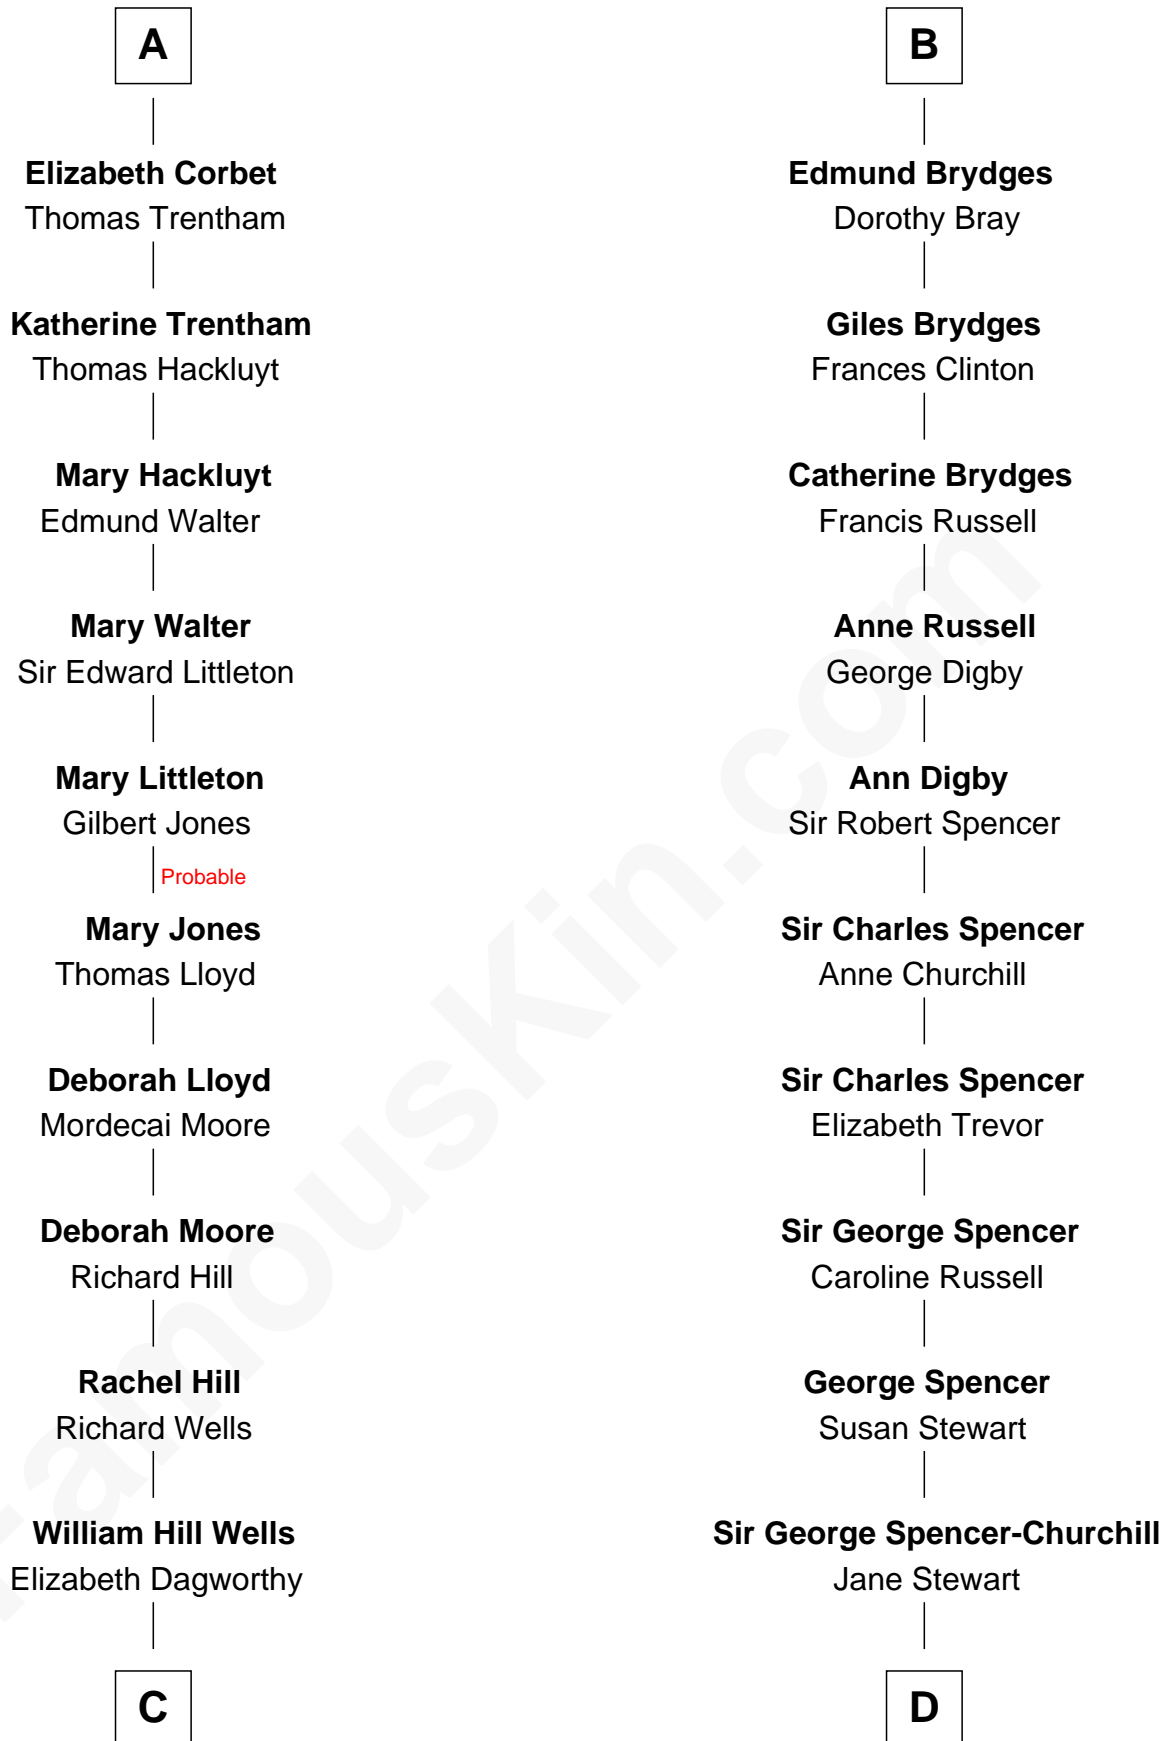 A
Elizabeth Corbet
Thomas Trentham
Katherine Trentham
Thomas Hackluyt
Mary Hackluyt
Edmund Walter
Mary Walter
Sir Edward Littleton
Mary Littleton
Gilbert Jones
Probable
Mary Jones
Thomas Lloyd
Deborah Lloyd
Mordecai Moore
Deborah Moore
Richard Hill
Rachel Hill
Richard Wells
William Hill Wells
Elizabeth Dagworthy
C
B
Edmund Brydges
Dorothy Bray
Giles Brydges
Frances Clinton
Catherine Brydges
Francis Russell
Anne Russell
George Digby
Ann Digby
Sir Robert Spencer
Sir Charles Spencer
Anne Churchill
Sir Charles Spencer
Elizabeth Trevor
Sir George Spencer
Caroline Russell
George Spencer
Susan Stewart
Sir George Spencer-Churchill
Jane Stewart
D
FamousKin.com